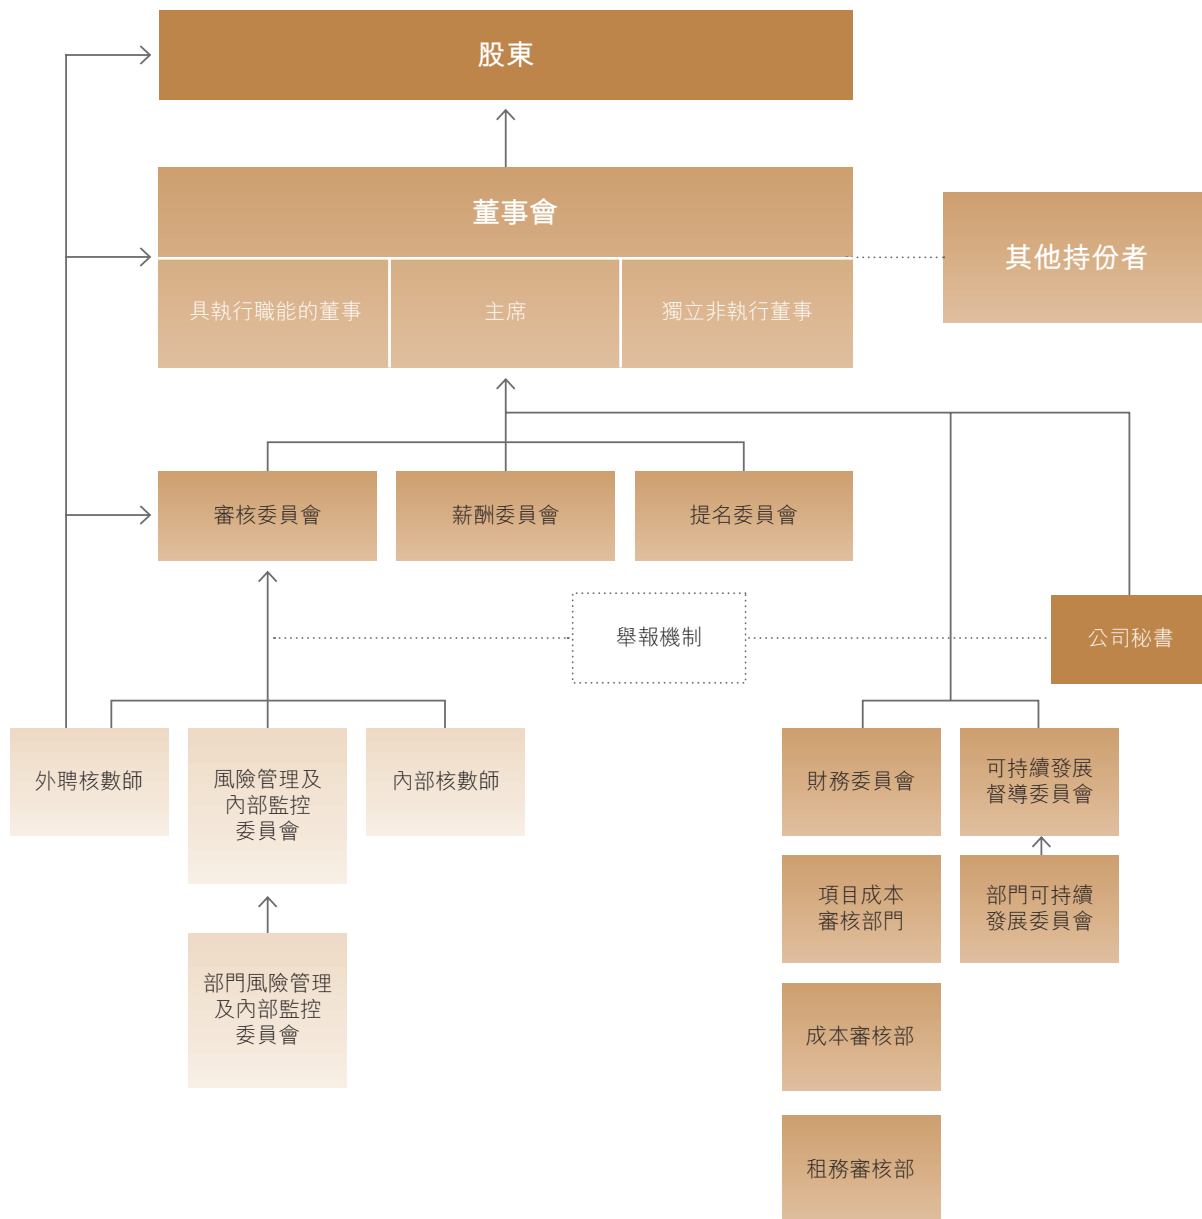 股東
董事會
其他持份者
具執行職能的董事
主席
獨立非執行董事
審核委員會
薪酬委員會
提名委員會
舉報機制
公司秘書
外聘核數師
風險管理及
內部監控
委員會
內部核數師
財務委員會
可持續發展
督導委員會
項目成本
審核部門
部門可持續
發展委員會
部門風險管理
及內部監控
委員會
成本審核部
租務審核部